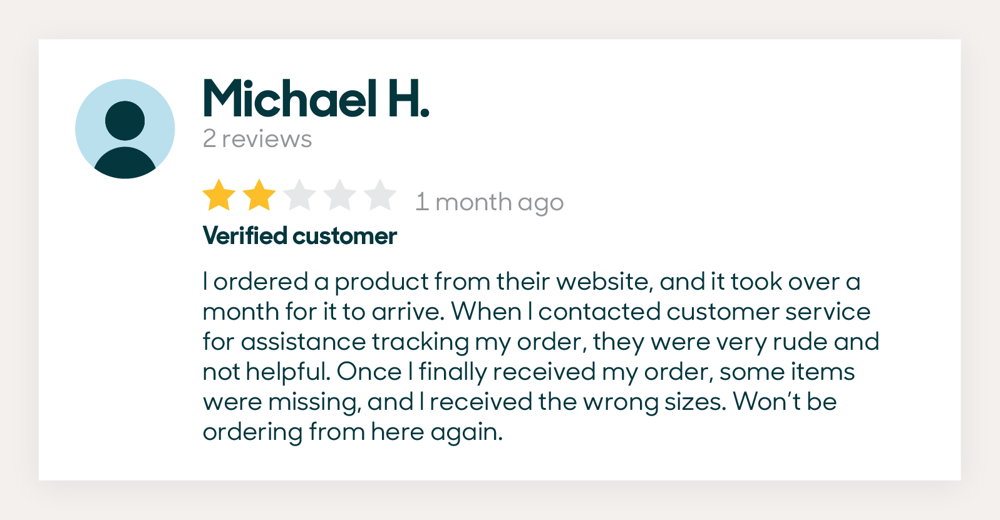 Michael H.
2 reviews
1 month ago
Verified customer
I ordered a product from their website, and it took over a
month for it to arrive. When I contacted customer service
for assistance tracking my order, they were very rude and
not helpful. Once I finally received my order, some items
were missing, and I received the wrong sizes. Won’t be
ordering from here again.